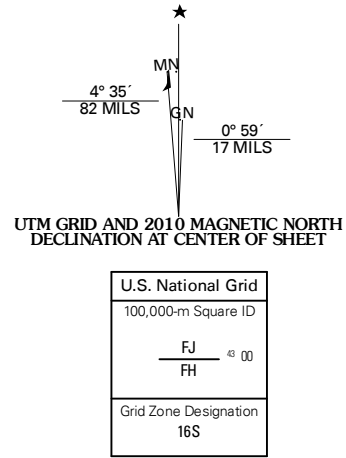 ★
MN
4° 35´
82 MILS
GN
0° 59´
17 MILS
UTM GRID AND 2010 MAGNETIC NORTH
DECLINATION AT CENTER OF SHEET
U.S. National Grid
100,000-m Square ID
FJ
43 00
FH
Grid Zone Designation
16S